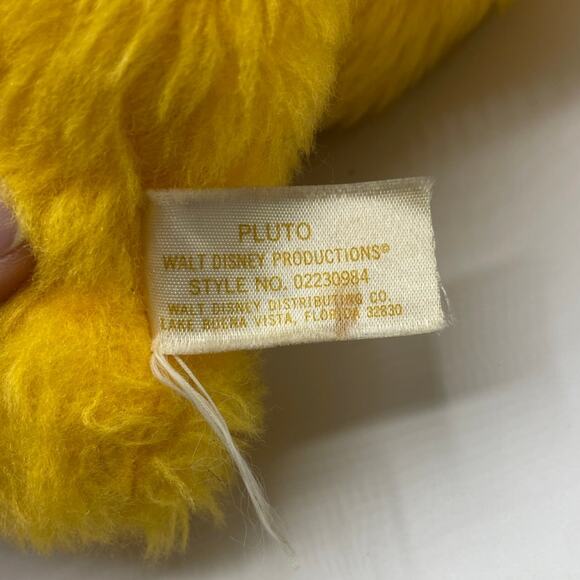 PLUTO
WALT DISNEY PRODUCTIONS®
STYLE NO. 02230984
WALT DISNEY DISTRIBUTING CO.
LAKE BUENA VISTA, FLORIDA 32830